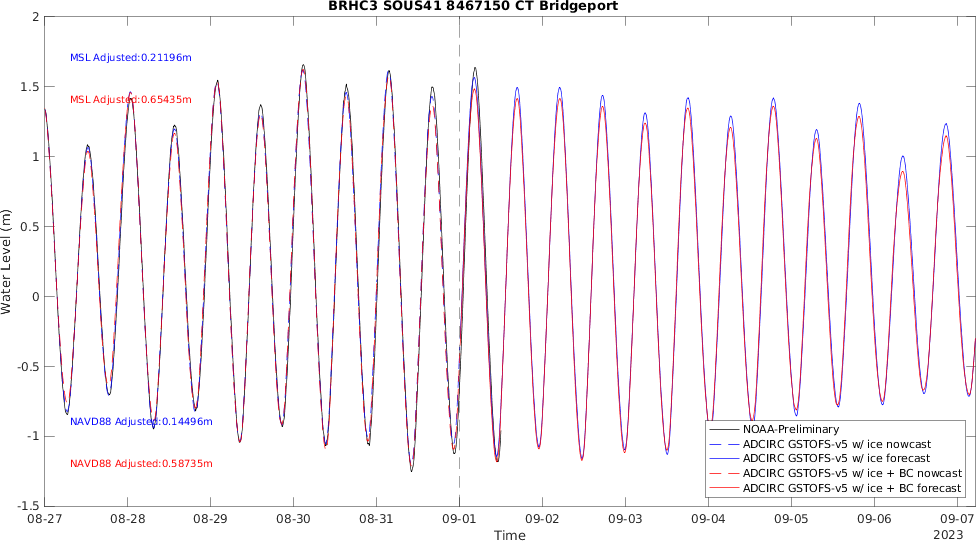 BRHC3 SOUS41 8467150 CT Bridgeport
2
1.5
1
0.5
0
-0.5
-1
-1.5
Water Level (m)
MSL Adjusted:0.21196m
MSL Adjusted:0.65435m
NAVD88 Adjusted:0.14496m
NAVD88 Adjusted:0.58735m
NOAA-Preliminary
ADCIRC GSTOFS-v5 w/ ice nowcast
ADCIRC GSTOFS-v5 w/ ice forecast
ADCIRC GSTOFS-v5 w/ ice + BC nowcast
ADCIRC GSTOFS-v5 w/ ice + BC forecast
08-27 08-28 08-29 08-30 08-31 09-01 09-02 09-03 09-04 09-05 09-06 09-07
Time
2023